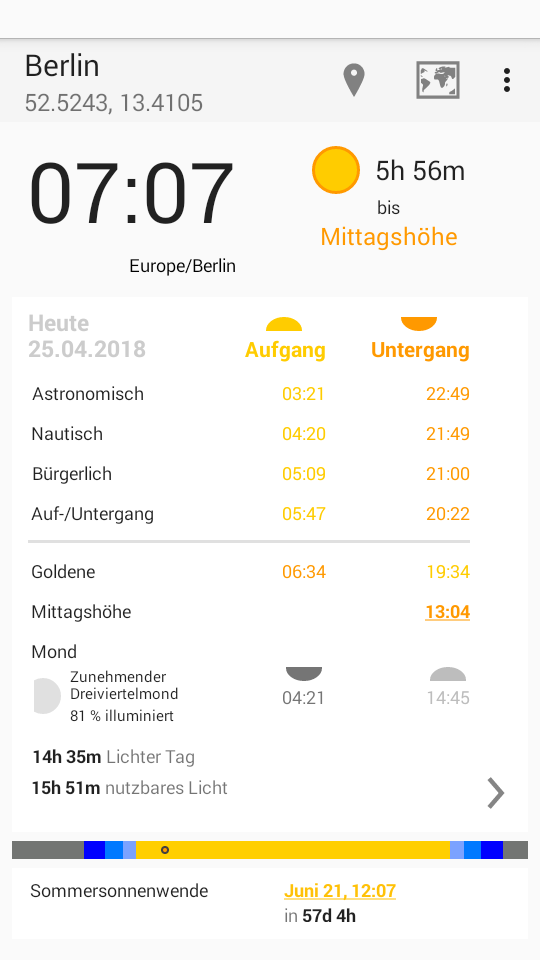 Berlin
52.5243, 13.4105
07:07
5h 56m
bis
Mittagshöhe
Europe/Berlin
Heute
25.04.2018
Aufgang
Untergang
Astronomisch 03:21 22:49
Nautisch 04:20 21:49
Bürgerlich 05:09 21:00
Auf-/Untergang 05:47 20:22
Goldene 06:34 19:34
Mittagshöhe 13:04
Mond
Zunehmender
Dreiviertelmond
81 % illuminiert
04:21 14:45
14h 35m Lichter Tag
15h 51m nutzbares Licht
Sommersonnenwende Juni 21, 12:07
in 57d 4h